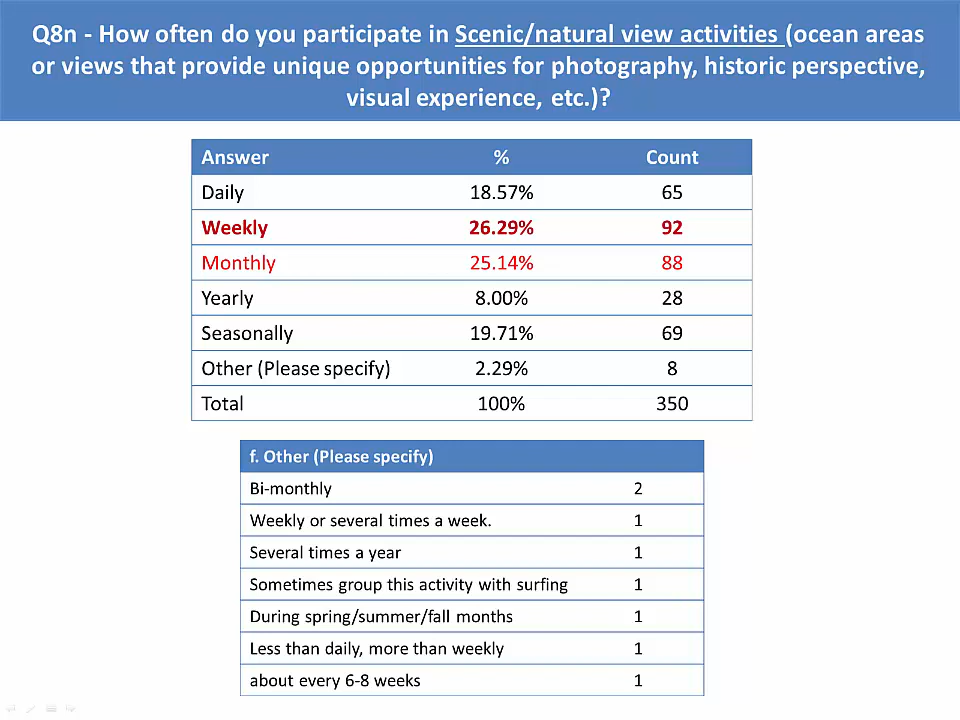 Q8n - How often do you participate in Scenic/natural view activities (ocean areas
or views that provide unique opportunities for photography, historic perspective,
visual experience, etc.)?
Answer % Count
Daily 18.57% 65
Weekly 26.29% 92
Monthly 25.14% 88
Yearly 8.00% 28
Seasonally 19.71% 69
Other (Please specify) 2.29% 8
Total 100% 350
f. Other (Please specify)
Bi-monthly 2
Weekly or several times a week. 1
Several times a year 1
Sometimes group this activity with surfing 1
During spring/summer/fall months 1
Less than daily, more than weekly 1
about every 6-8 weeks 1